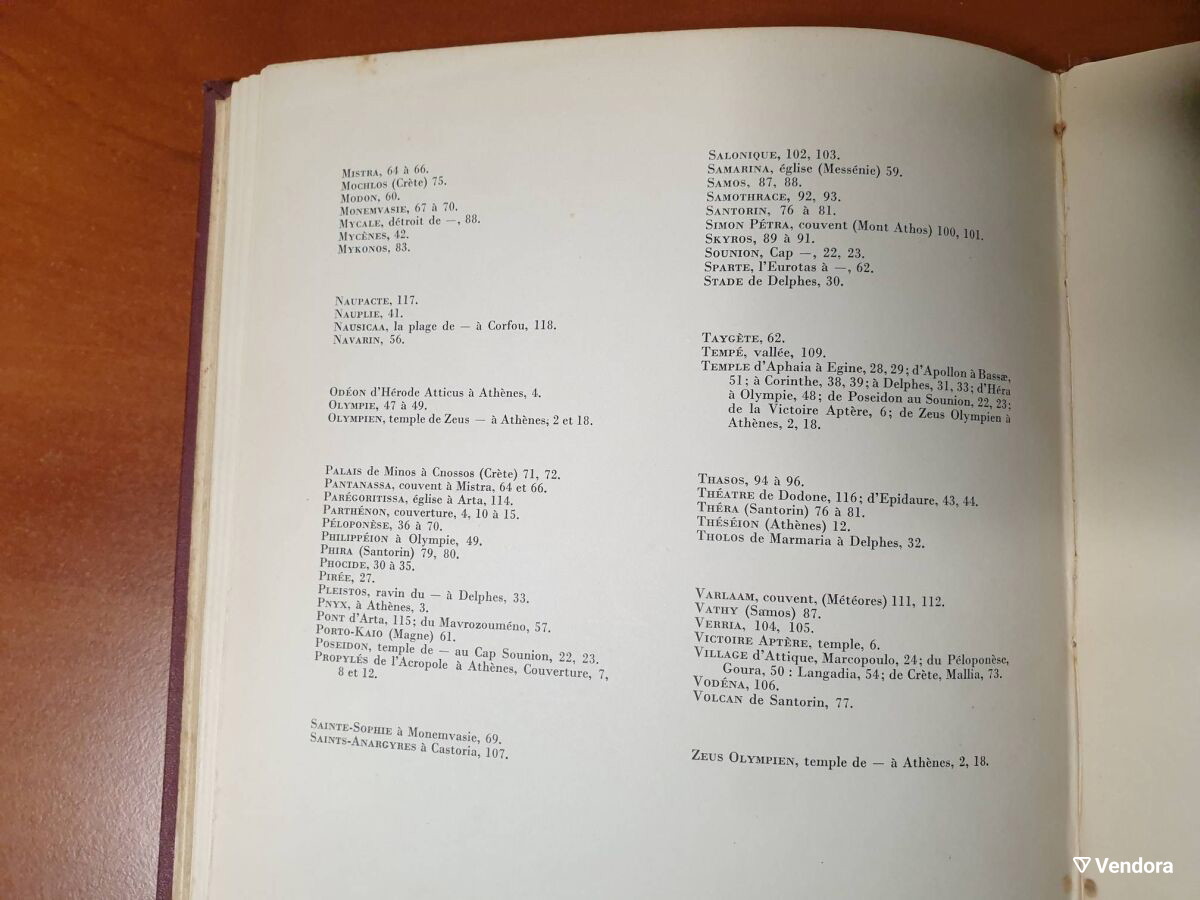 MISTRA, 64 à 66.
MOCHLOS (Crète) 75.
MODON, 60.
MONEMVASIE, 67 à 70.
MYCALE, détroit de —, 88.
MYCÈNES, 42.
MYKONOS, 83.
NAUPACTE, 117.
NAUPLIE, 41.
NAUSICAA, la plage de — à Corfou, 118.
NAVARIN, 56.
ODÉON d'Hérode Atticus à Athènes, 4.
OLYMPIE, 47 à 49.
OLYMPIEN, temple de Zeus — à Athènes; 2 et 18.
PALAIS de Minos à Cnossos (Crète) 71, 72.
PANTANASSA, couvent à Mistra, 64 et 66.
PARÉGORITISSA, église à Arta, 114.
PARTHÉNON, couverture, 4, 10 à 15.
PÉLOPONÈSE, 36 à 70.
PHILIPPÉION à Olympie, 49.
PHIRA (Santorin) 79, 80.
PHOCIDE, 30 à 35.
PIRÉE, 27.
PLEISTOS, ravin du — à Delphes, 33.
PNYX, à Athènes, 3.
PONT d'Arta, 115; du Mavrozouméno, 57.
PORTO-KAIO (Magne) 61.
POSEIDON, temple de — au Cap Sounion, 22, 23.
PROPYLÉS de l'Acropole à Athènes, Couverture, 7,
8 et 12.
SAINTE-SOPHIE à Monemvasie, 69.
SAINTS-ANARGYRES à Castoria, 107.
SALONIQUE, 102, 103.
SAMARINA, église (Messénie) 59.
SAMOS, 87, 88.
SAMOTHRACE, 92, 93.
SANTORIN, 76 à 81.
SIMON PÉTRA, couvent (Mont Athos) 100, 101.
SKYROS, 89 à 91.
SOUNION, Cap —, 22, 23.
SPARTE, l'Eurotas à —, 62.
STADE de Delphes, 30.
TAYGÈTE, 62.
TEMPÉ, vallée, 109.
TEMPLE d'Aphaia à Egine, 28, 29; d'Apollon à Bassæ,
51; à Corinthe, 38, 39; à Delphes, 31, 33; d'Héra
à Olympie, 48; de Poseidon au Sounion, 22, 23;
de la Victoire Aptère, 6; de Zeus Olympien à
Athènes, 2, 18.
THASOS, 94 à 96.
THÉATRE de Dodone, 116; d'Epidaure, 43, 44.
THÉRA (Santorin) 76 à 81.
THÉSÉION (Athènes) 12.
THOLOS de Marmaria à Delphes, 32.
VARLAAM, couvent, (Météores) 111, 112.
VATHY (Samos) 87.
VERRIA, 104, 105.
VICTOIRE APTÈRE, temple, 6.
VILLAGE d'Attique, Marcopoulo, 24; du Péloponèse,
Goura, 50 : Langadia, 54; de Crète, Mallia, 73.
VODÉNA, 106.
VOLCAN de Santorin, 77.
ZEUS OLYMPIEN, temple de — à Athènes, 2, 18.
Vendora